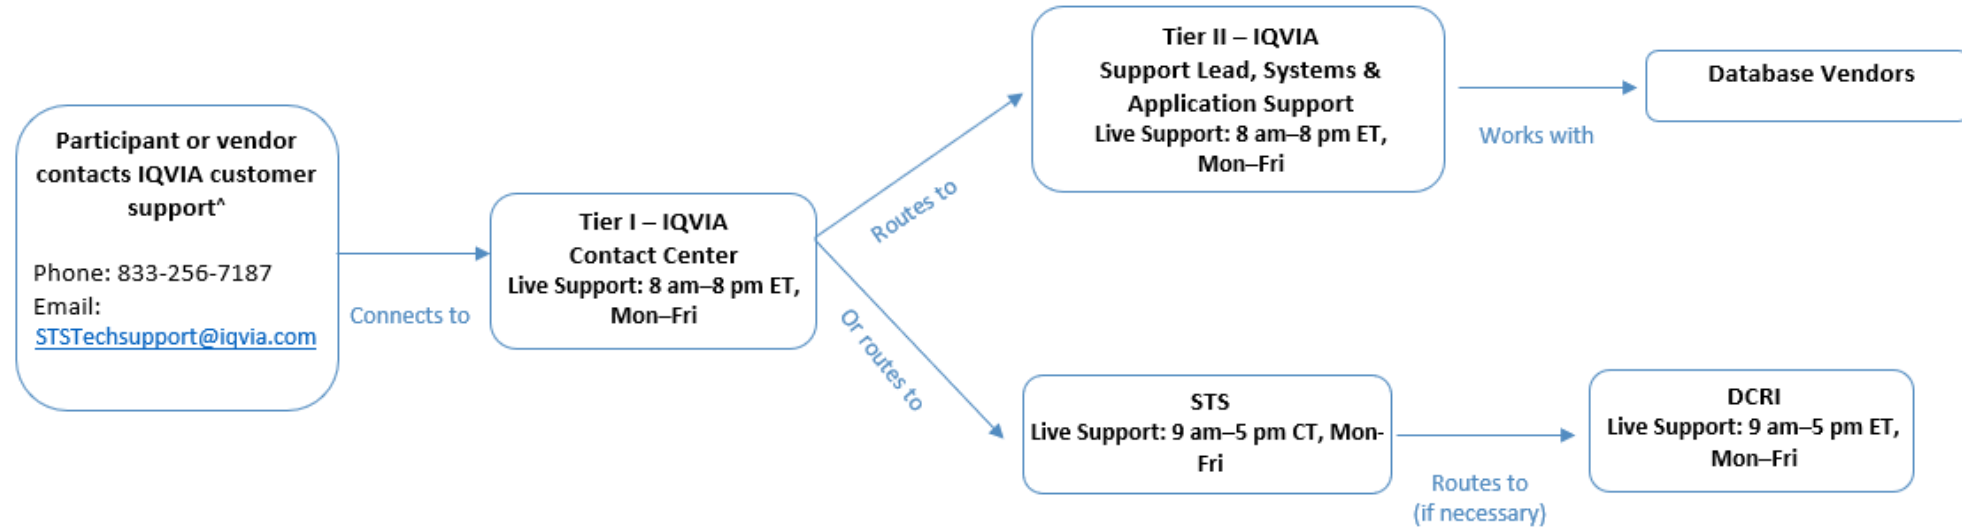 Participant or vendor
contacts IQVIA customer
support^
Phone: 833-256-7187
Email:
STSTechsupport@iqvia.com
Connects to
Tier I – IQVIA
Contact Center
Live Support: 8 am–8 pm ET,
Mon–Fri
Routes to
Tier II – IQVIA
Support Lead, Systems &
Application Support
Live Support: 8 am–8 pm ET,
Mon–Fri
Works with
Database Vendors
Or routes to
STS
Live Support: 9 am–5 pm CT, Mon-
Fri
Routes to
(if necessary)
DCRI
Live Support: 9 am–5 pm ET,
Mon–Fri